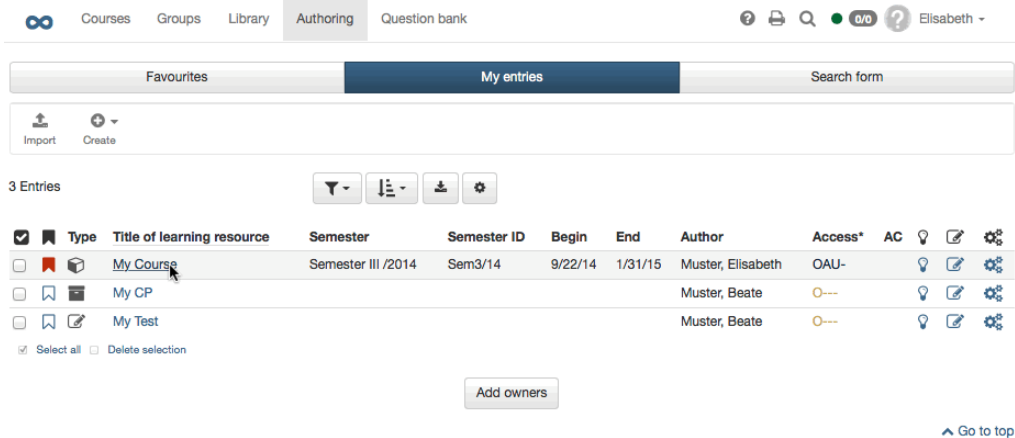 Courses Groups Library Authoring Question bank 0/0 Elisabeth
Favourites My entries Search form
Import Create
3 Entries
Type Title of learning resource Semester Semester ID Begin End Author Access* AC
My Course Semester III /2014 Sem3/14 9/22/14 1/31/15 Muster, Elisabeth OAU-
My CP Muster, Beate O---
My Test Muster, Beate O---
Select all Delete selection
Add owners
Go to top